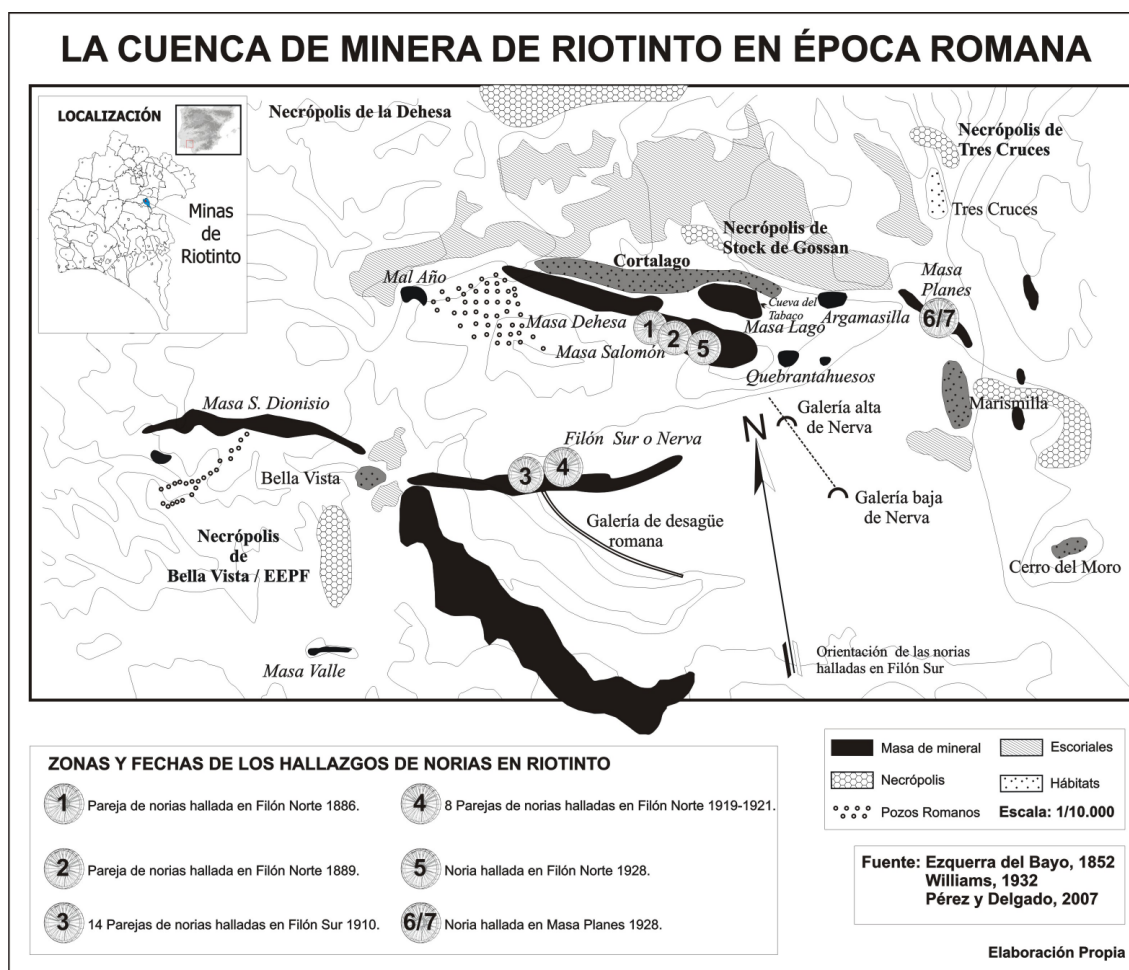 LA CUENCA DE MINERA DE RIOTINTO EN ÉPOCA ROMANA
LOCALIZACIÓN
Minas
de
Riotinto
Necrópolis de la Dehesa
Necrópolis de
Tres Cruces
Tres Cruces
Necrópolis de
Stock de Gossan
Cortalago
Mal Año
Masa
Planes
Cueva del
Tabaco
Masa Dehesa
Masa Lago
Argamasilla
6/7
1
2
5
Masa Salomón
Quebrantahuesos
Masa S. Dionisio
Marismilla
Galería alta
de Nerva
N
Filón Sur o Nerva
3
4
Bella Vista
Galería baja
de Nerva
Galería de desagüe
romana
Necrópolis
de
Bella Vista / EEPF
Cerro del Moro
Masa Valle
Orientación de las norias
halladas en Filón Sur
ZONAS Y FECHAS DE LOS HALLAZGOS DE NORIAS EN RIOTINTO
1 Pareja de norias hallada en Filón Norte 1886.
2 Pareja de norias hallada en Filón Norte 1889.
3 14 Parejas de norias halladas en Filón Sur 1910.
4 8 Parejas de norias halladas en Filón Norte 1919-1921.
5 Noria hallada en Filón Norte 1928.
6/7 Noria hallada en Masa Planes 1928.
Masa de mineral
Escoriales
Necrópolis
Hábitats
Pozos Romanos
Escala: 1/10.000
Fuente: Ezquerra del Bayo, 1852
Williams, 1932
Pérez y Delgado, 2007
Elaboración Propia